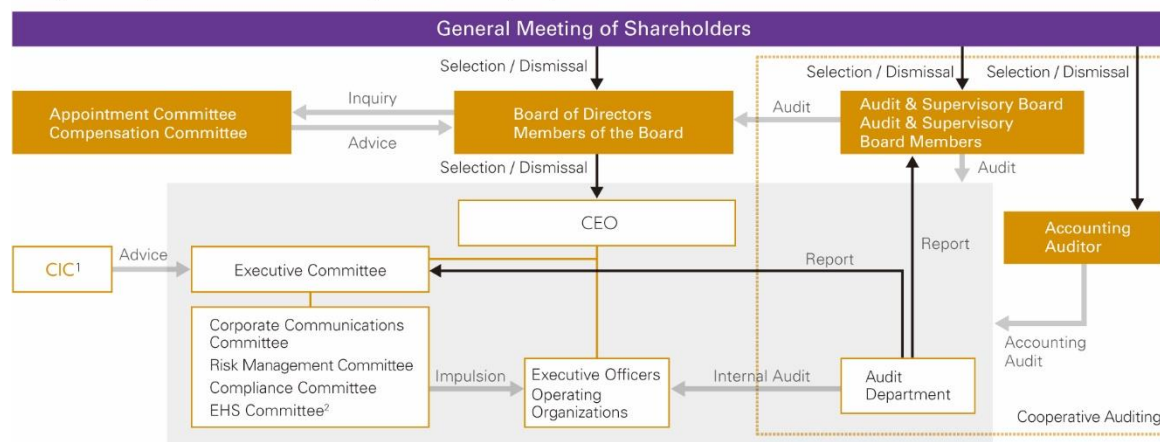 General Meeting of Shareholders
Selection / Dismissal
Selection / Dismissal
Selection / Dismissal
Appointment Committee
Compensation Committee
Inquiry
Advice
Board of Directors
Members of the Board
Audit
Audit & Supervisory Board
Audit & Supervisory
Board Members
Selection / Dismissal
Audit
CEO
Accounting
Auditor
CIC¹
Advice
Executive Committee
Report
Report
Corporate Communications
Committee
Risk Management Committee
Compliance Committee
EHS Committee²
Impulsion
Executive Officers
Operating
Organizations
Internal Audit
Audit
Department
Accounting
Audit
Cooperative Auditing